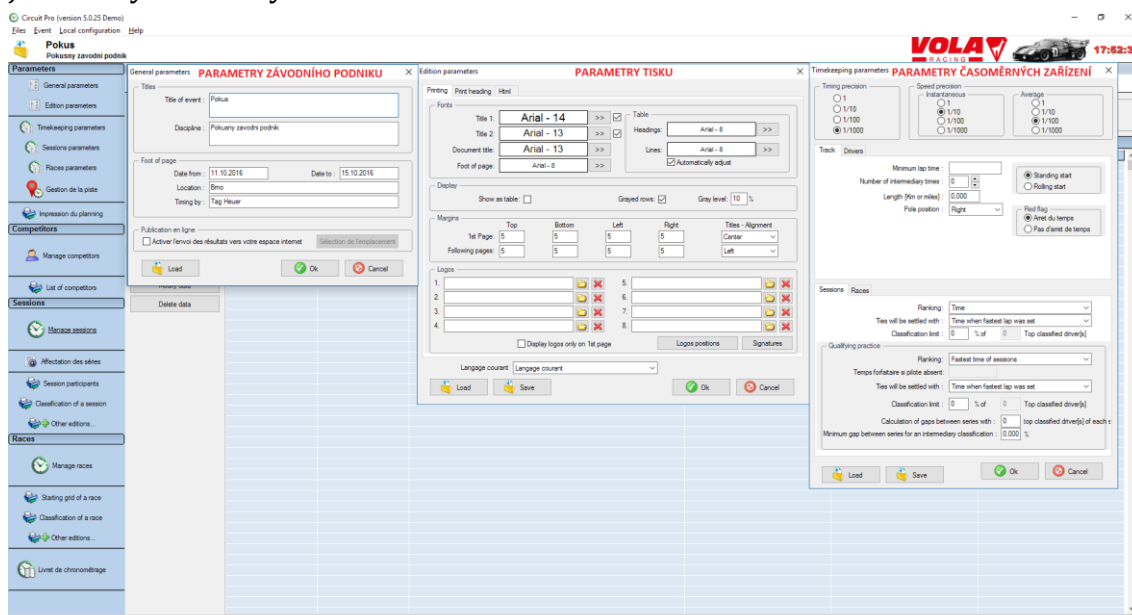 Circuit Pro (version 5.0.25 Demo)
Files Event Local configuration Help
Pokus
Pokusny zavodni podnik
VOLA RACING
17:52:3
Parameters
General parameters
Edition parameters
Timekeeping parameters
Sessions parameters
Races parameters
Gestion de la piste
Impression du planning
Competitors
Manage competitors
List of competitors
Sessions
Manage sessions
Affectation des séries
Session participants
Classification of a session
Other editions...
Races
Manage races
Starting grid of a race
Classification of a race
Other editions...
Livret de chronométrage
General parameters PARAMETRY ZÁVODNÍHO PODNIKU
Titles
Title of event : Pokus
Discipline : Pokusny zavodni podnik
Foot of page
Date from : 11.10.2016 Date to : 15.10.2016
Location : Brno
Timing by : Tag Heuer
Publication en ligne
Activer l'envoi des résultats vers votre espace internet Sélection de l'emplacement
Load Ok Cancel
Modify data
Delete data
Edition parameters PARAMETRY TISKU
Printing Print heading Html
Fonts
Title 1: Arial - 14 >>
Title 2: Arial - 13 >>
Document title: Arial - 13 >>
Foot of page: Arial - 8 >>
Table
Headings: Arial - 8 >>
Lines: Arial - 8 >>
Automatically adjust
Display
Show as table: Grayed rows: Gray level: 10 %
Margins
Top Bottom Left Right Titles - Alignment
1st Page: 5 5 5 5 Center
Following pages: 5 5 5 5 Left
Logos
1. 5.
2. 6.
3. 7.
4. 8.
Display logos only on 1st page Logos positions Signatures
Langage courant Langage courant
Load Save Ok Cancel
Timekeeping parameters PARAMETRY ČASOMĚRNÝCH ZAŘÍZENÍ
Timing precision
1
1/10
1/100
1/1000
Speed precision
Instantaneous
1
1/10
1/100
1/1000
Average
1
1/10
1/100
1/1000
Track Drivers
Minimum lap time :
Number of intermediary times : 0
Length [Km or miles] : 0.000
Pole position : Right
Standing start
Rolling start
Red flag
Arret du temps
Pas d'arret de temps
Sessions Races
Ranking: Time
Ties will be settled with : Time when fastest lap was set
Classification limit : 0 % of 0 Top classified driver[s]
Qualifying practice
Ranking: Fastest time of sessions
Temps forfaitaire si pilote absent:
Ties will be settled with : Time when fastest lap was set
Classification limit : 0 % of 0 Top classified driver[s]
Calculation of gaps between series with : 0 top classified driver[s] of each s
Minimum gap between series for an intermediary classification : 0.000 %
Load Save Ok Cancel